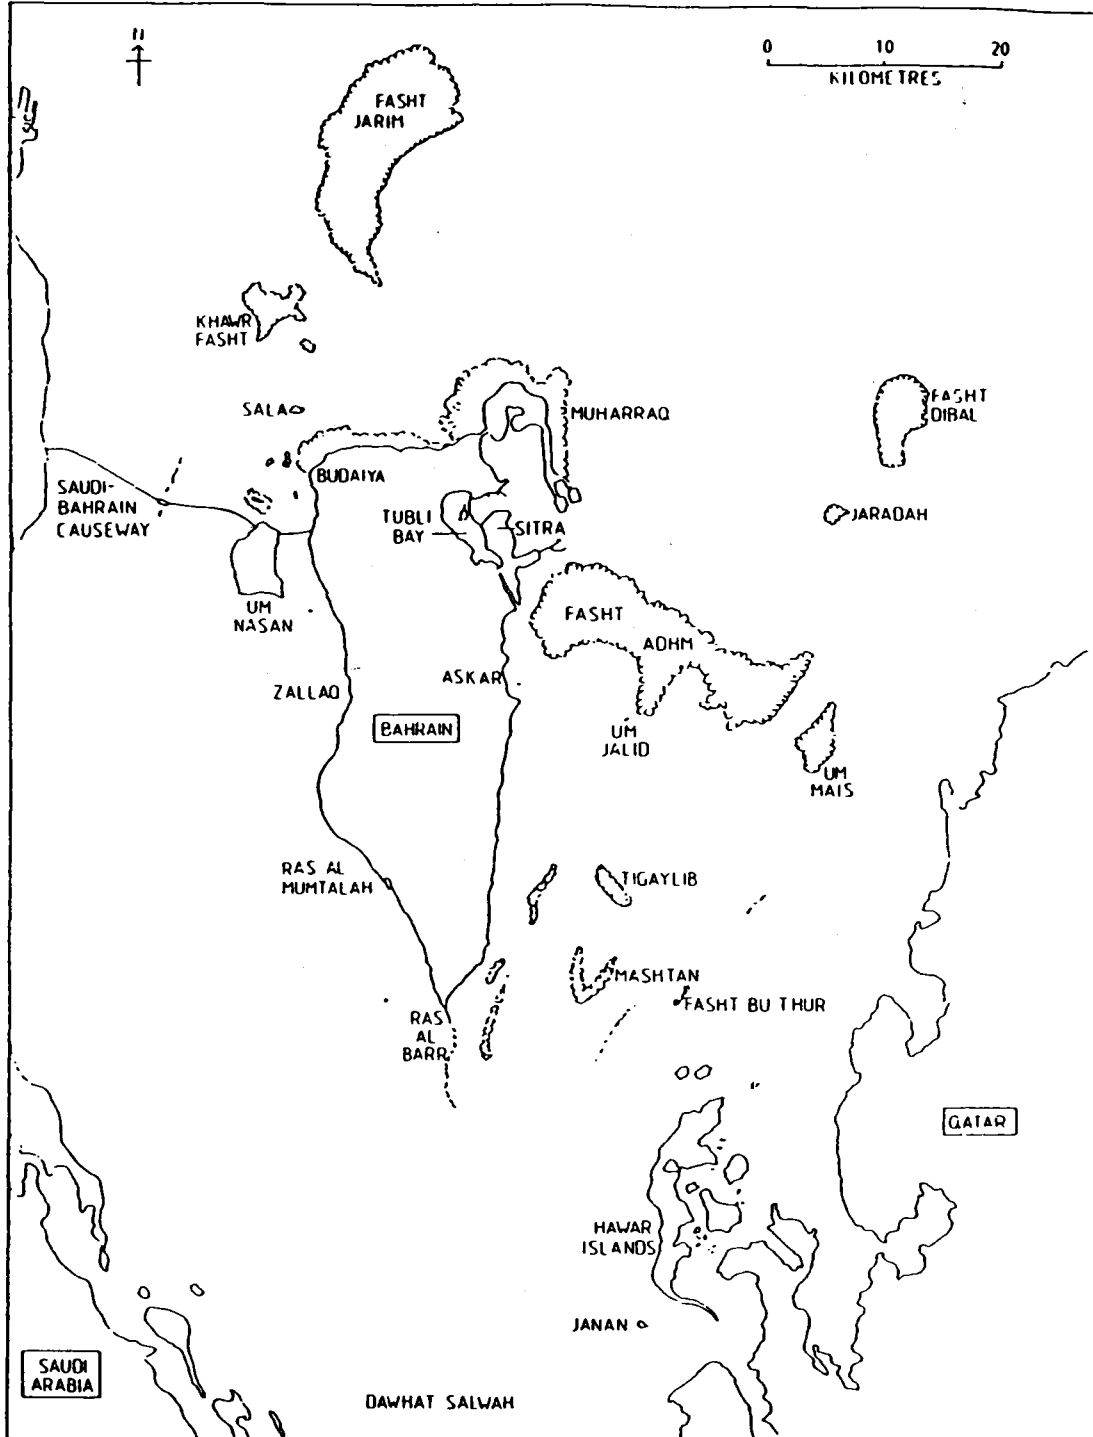 N
0 10 20
KILOMETRES
FASHT
JARIM
KHAWR
FASHT
SALA
MUHARRAQ
FASHT
DIBAL
BUDAIYA
SAUDI-
BAHRAIN
CAUSEWAY
TUBLI
BAY
SITRA
JARADAH
UM
NASAN
FASHT
ADHM
ZALLAQ
ASKAR
BAHRAIN
UM
JALID
UM
MAIS
RAS AL
MUMTALAH
TIGAYLIB
MASHTAN
FASHT BU THUR
RAS
AL
BARR
QATAR
HAWAR
ISLANDS
JANAN
SAUDI
ARABIA
DAWHAT SALWAH